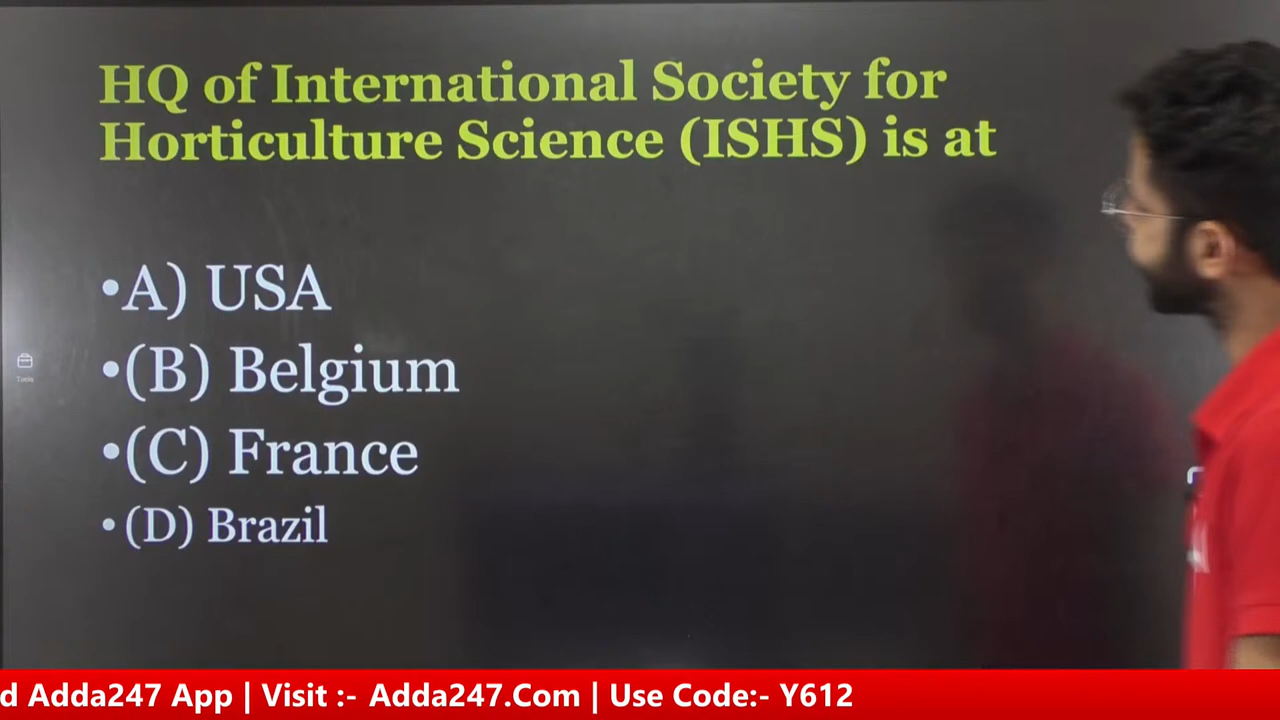 HQ of International Society for
Horticulture Science (ISHS) is at
•A) USA
•(B) Belgium
•(C) France
•(D) Brazil
d Adda247 App | Visit :- Adda247.Com | Use Code:- Y612